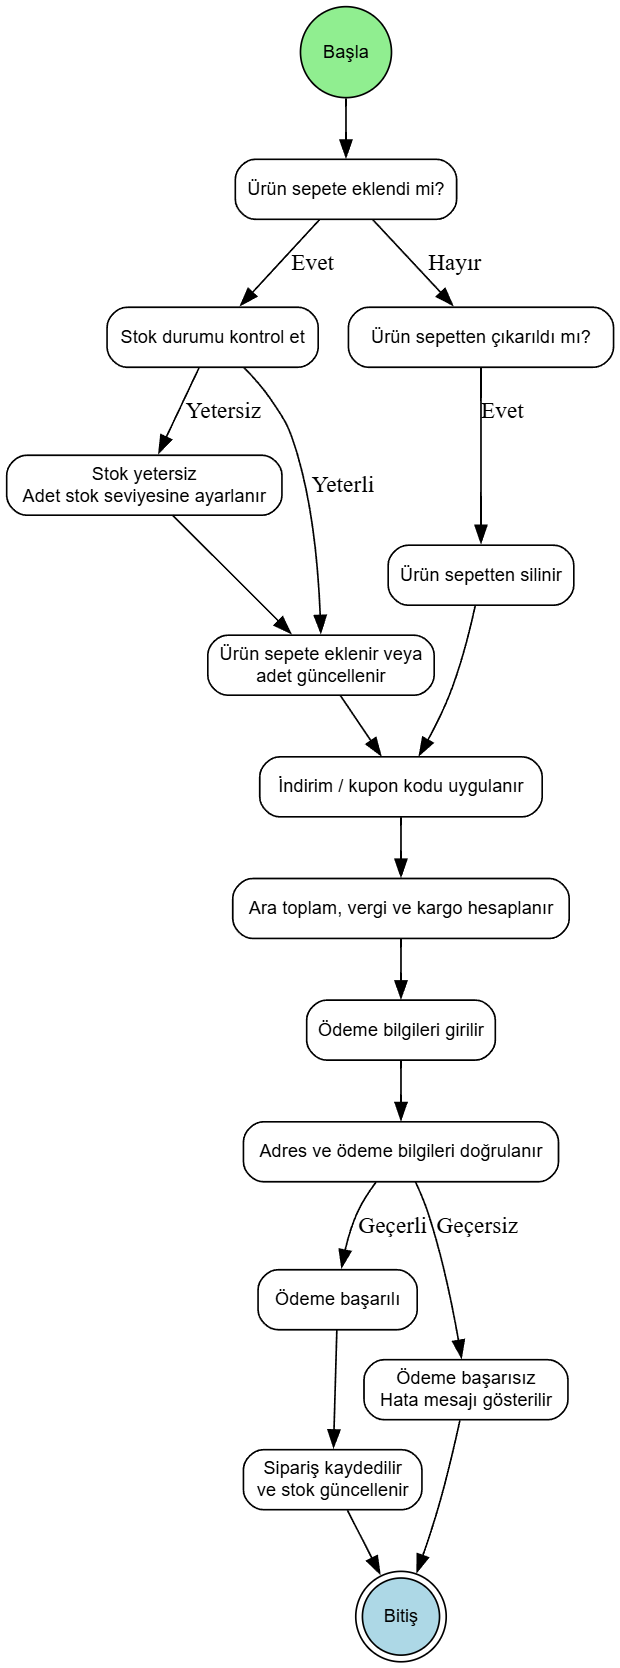 Başla
Ürün sepete eklendi mi?
Evet
Hayır
Stok durumu kontrol et
Ürün sepetten çıkarıldı mı?
Yetersiz
Evet
Stok yetersiz
Adet stok seviyesine ayarlanır
Yeterli
Ürün sepetten silinir
Ürün sepete eklenir veya
adet güncellenir
İndirim / kupon kodu uygulanır
Ara toplam, vergi ve kargo hesaplanır
Ödeme bilgileri girilir
Adres ve ödeme bilgileri doğrulanır
Geçerli
Geçersiz
Ödeme başarılı
Ödeme başarısız
Hata mesajı gösterilir
Sipariş kaydedilir
ve stok güncellenir
Bitiş